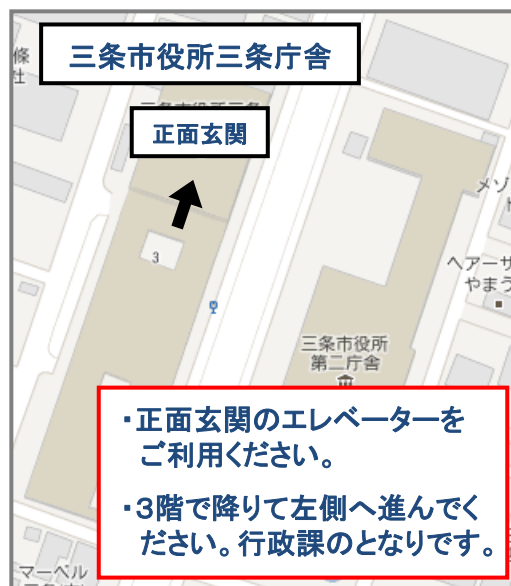 三条市役所三条庁舎
正面玄関
3
メゾ
ヘアーサ
やまう
三条市役所
第二庁舎
・正面玄関のエレベーターを
ご利用ください。
・3階で降りて左側へ進んでく
ださい。行政課のとなりです。
マーベル